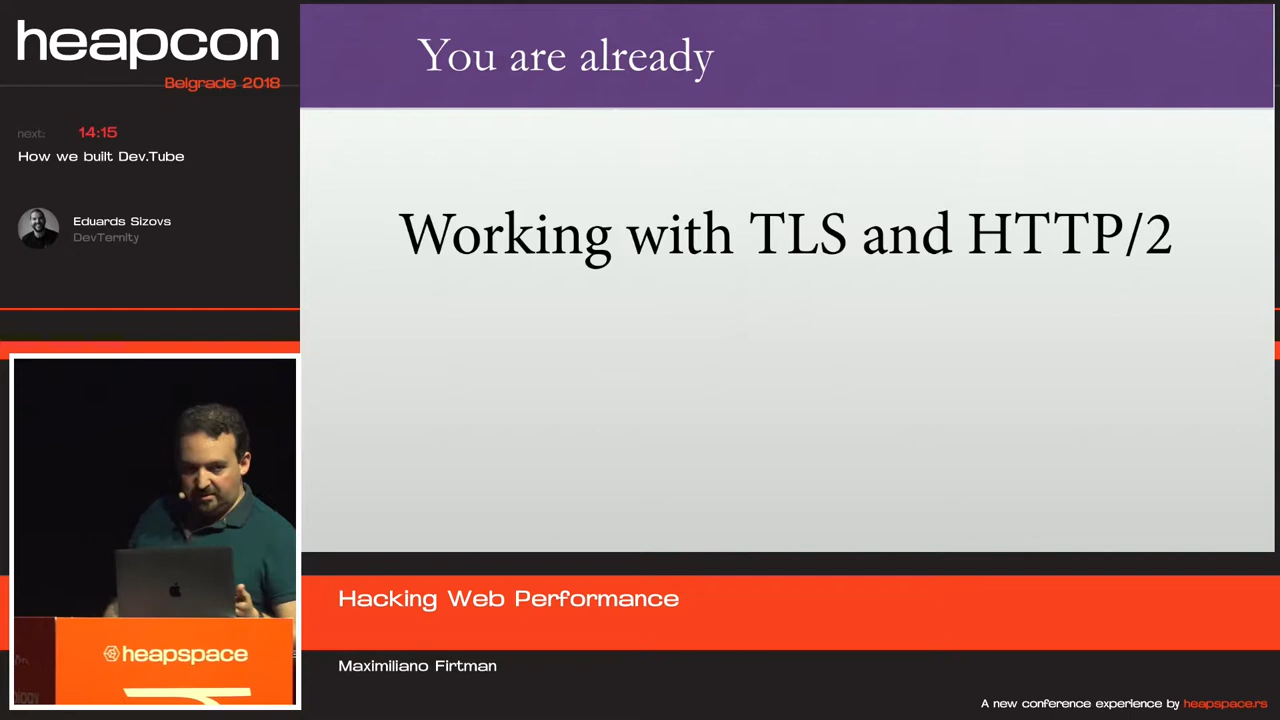 heapcon
Belgrade 2018
next: 14:15
How we built Dev.Tube
Eduards Sizovs
DevTernity
You are already
Working with TLS and HTTP/2
heapspace
Hacking Web Performance
Maximiliano Firtman
A new conference experience by heapspace.rs